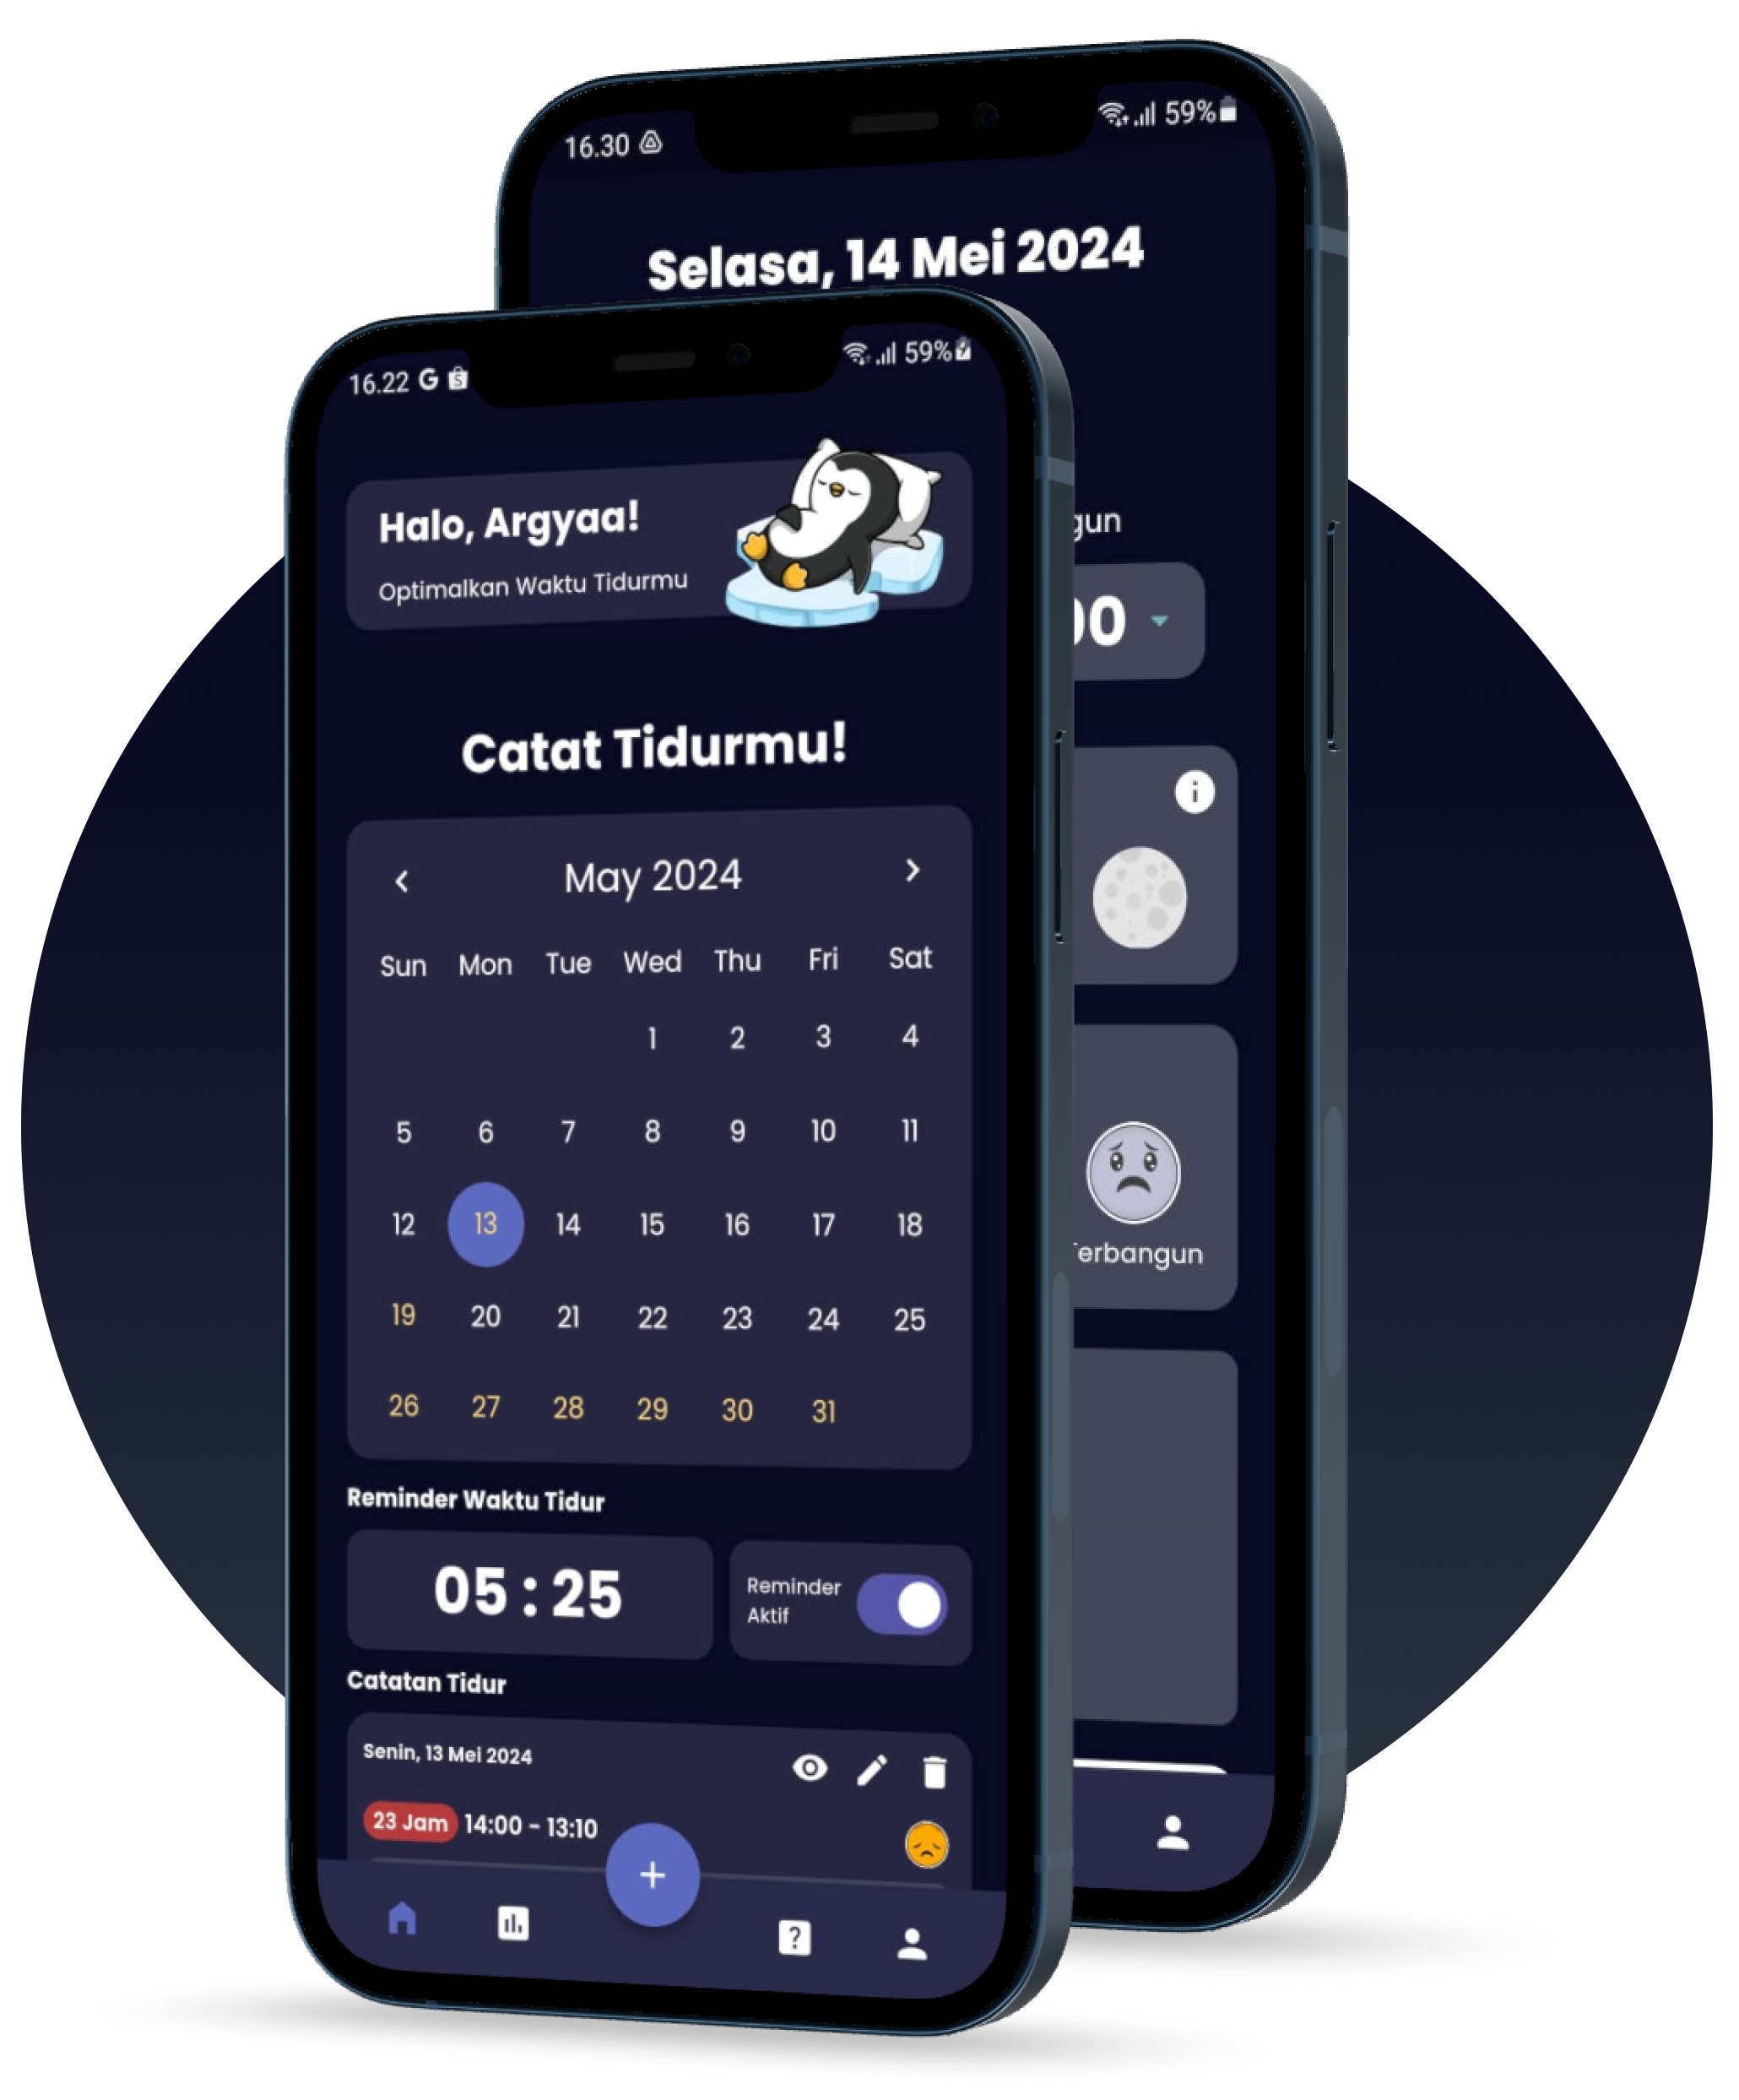 16.30
59%
Selasa, 14 Mei 2024
16.22 G
59%
Halo, Argyaa!
Optimalkan Waktu Tidurmu
Catat Tidurmu!
May 2024
Sun Mon Tue Wed Thu Fri Sat
1 2 3 4
5 6 7 8 9 10 11
12 13 14 15 16 17 18
19 20 21 22 23 24 25
26 27 28 29 30 31
Reminder Waktu Tidur
05 : 25
Reminder
Aktif
Catatan Tidur
Senin, 13 Mei 2024
23 Jam 14:00 - 13:10
gun
00
i
Terbangun
?